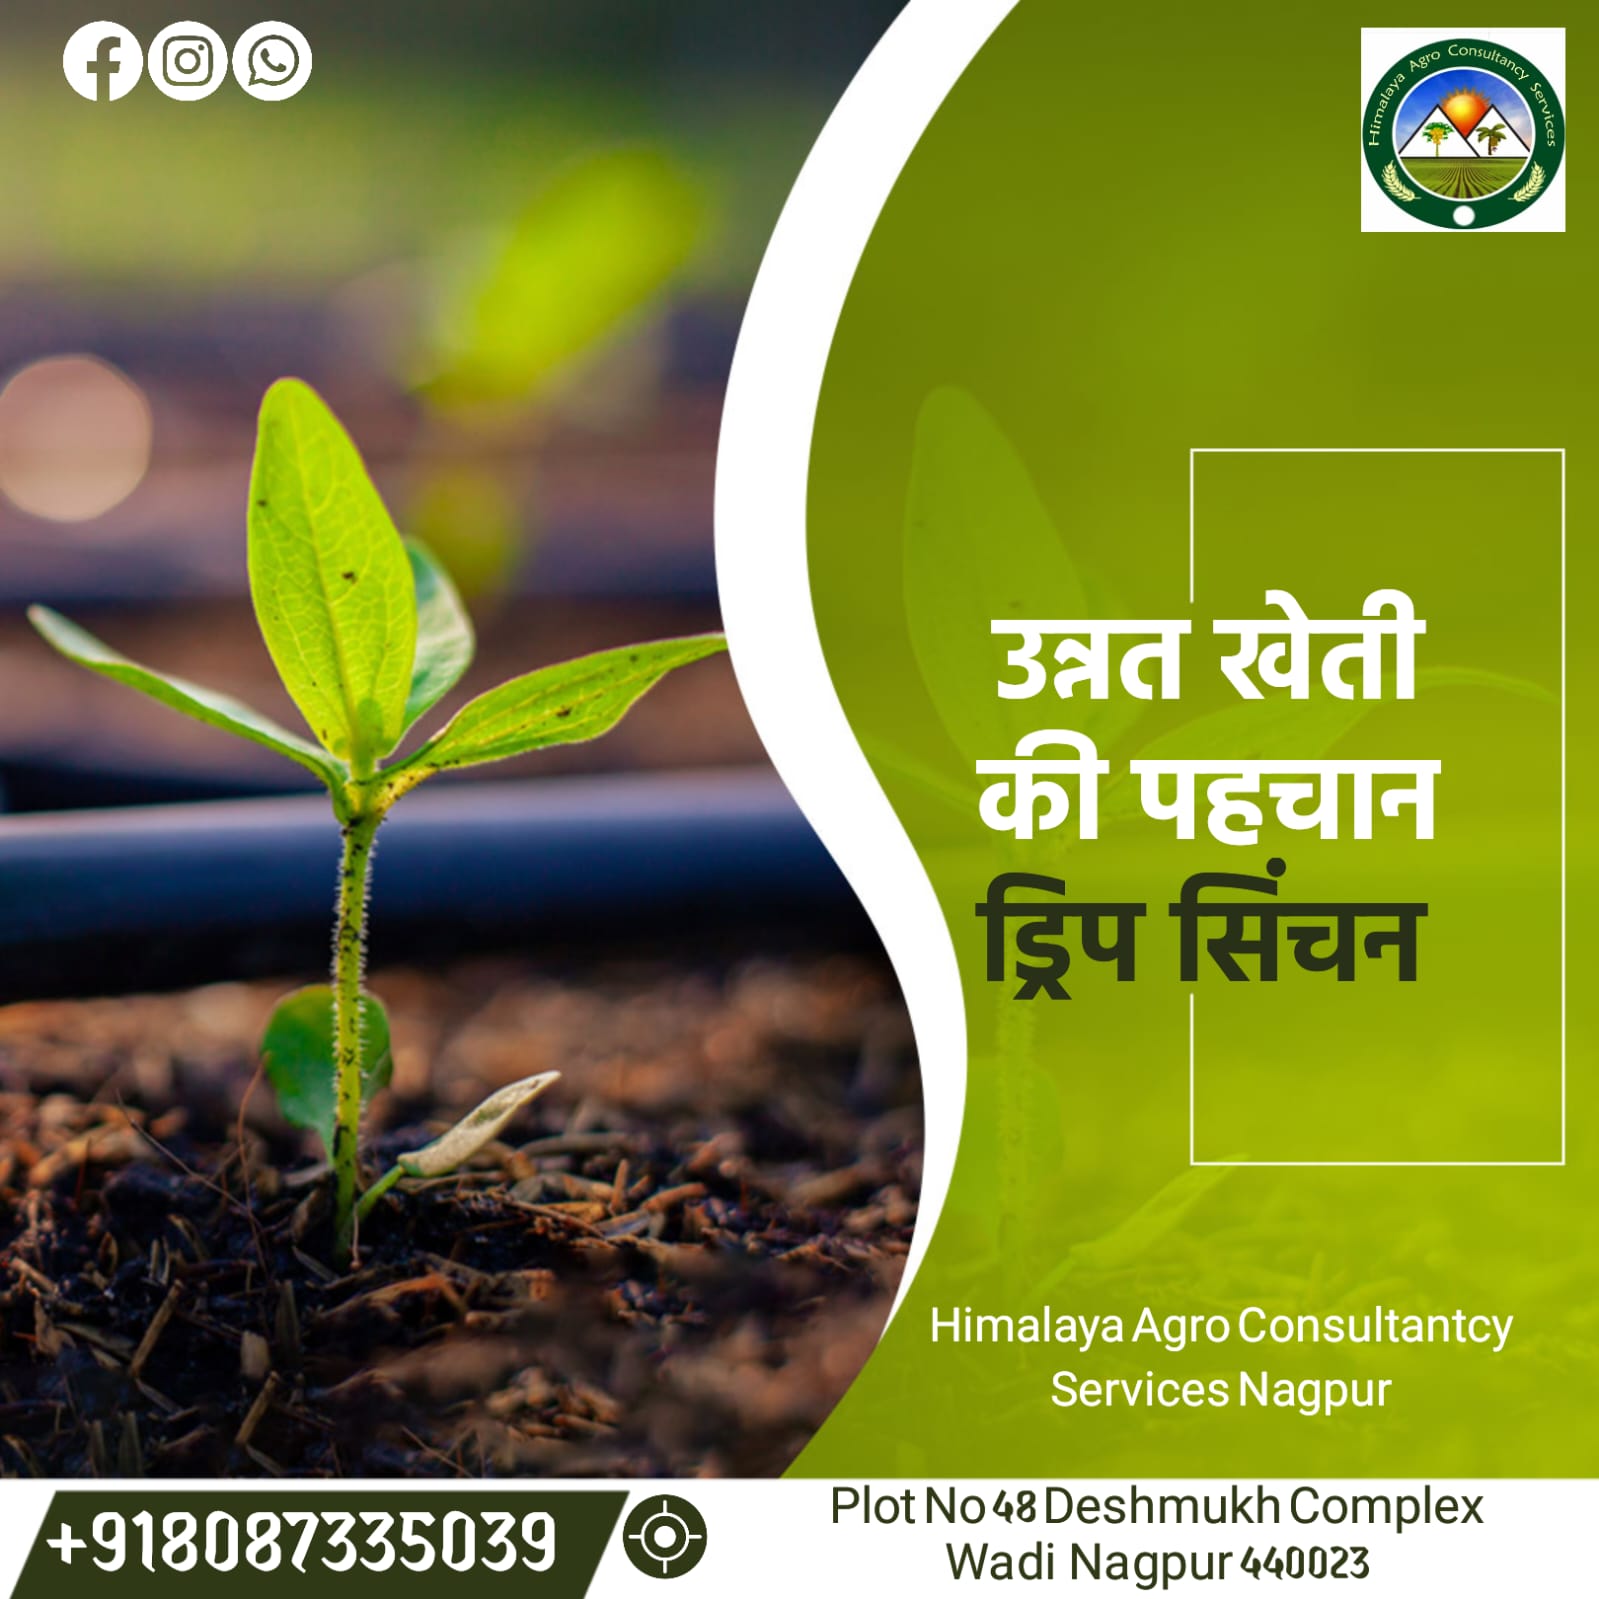 Himalaya Agro Consultancy Services
उन्नत खेती
की पहचान
ड्रिप सिंचन
Himalaya Agro Consultantcy
Services Nagpur
+918087335039
Plot No 48 Deshmukh Complex
Wadi Nagpur 440023